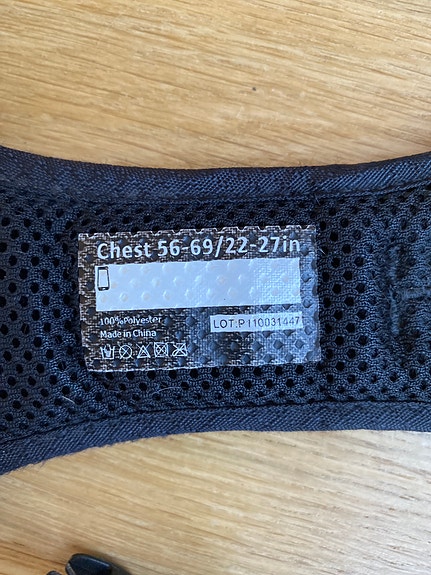 Chest 56-69/22-27in
100%Polyester
Made in China
LOT:P110031447